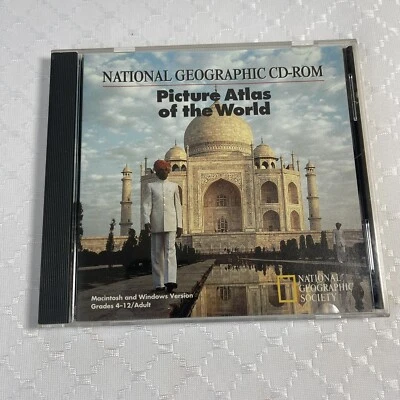 NATIONAL GEOGRAPHIC CD-ROM
Picture Atlas
of the World
Macintosh and Windows Version
Grades 4-12/Adult
NATIONAL
GEOGRAPHIC
SOCIETY